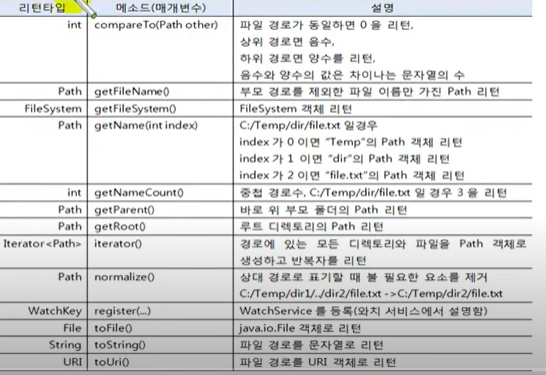 리턴타입 메소드(매개변수) 설명
int compareTo(Path other) 파일 경로가 동일하면 0을 리턴,
상위 경로면 음수,
하위 경로면 양수를 리턴,
음수와 양수의 값은 차이나는 문자열의 수
Path getFileName() 부모 경로를 제외한 파일 이름만 가진 Path 리턴
FileSystem getFileSystem() FileSystem 객체 리턴
Path getName(int index) C:/Temp/dir/file.txt 일경우
index 가 0 이면 "Temp"의 Path 객체 리턴
index 가 1 이면 "dir"의 Path 객체 리턴
index 가 2 이면 "file.txt"의 Path 객체 리턴
int getNameCount() 중첩 경로수, C:/Temp/dir/file.txt 일 경우 3 을 리턴
Path getParent() 바로 위 부모 폴더의 Path 리턴
Path getRoot() 루트 디렉토리의 Path 리턴
Iterator<Path> iterator() 경로에 있는 모든 디렉토리와 파일을 Path 객체로
생성하고 반복자를 리턴
Path normalize() 상대 경로로 표기할 때 불 필요한 요소를 제거
C:/Temp/dir1/../dir2/file.txt ->C:/Temp/dir2/file.txt
WatchKey register(...) WatchService 를 등록(와치 서비스에서 설명함)
File toFile() java.io.File 객체로 리턴
String toString() 파일 경로를 문자열로 리턴
URI toUri() 파일 경로를 URI 객체로 리턴